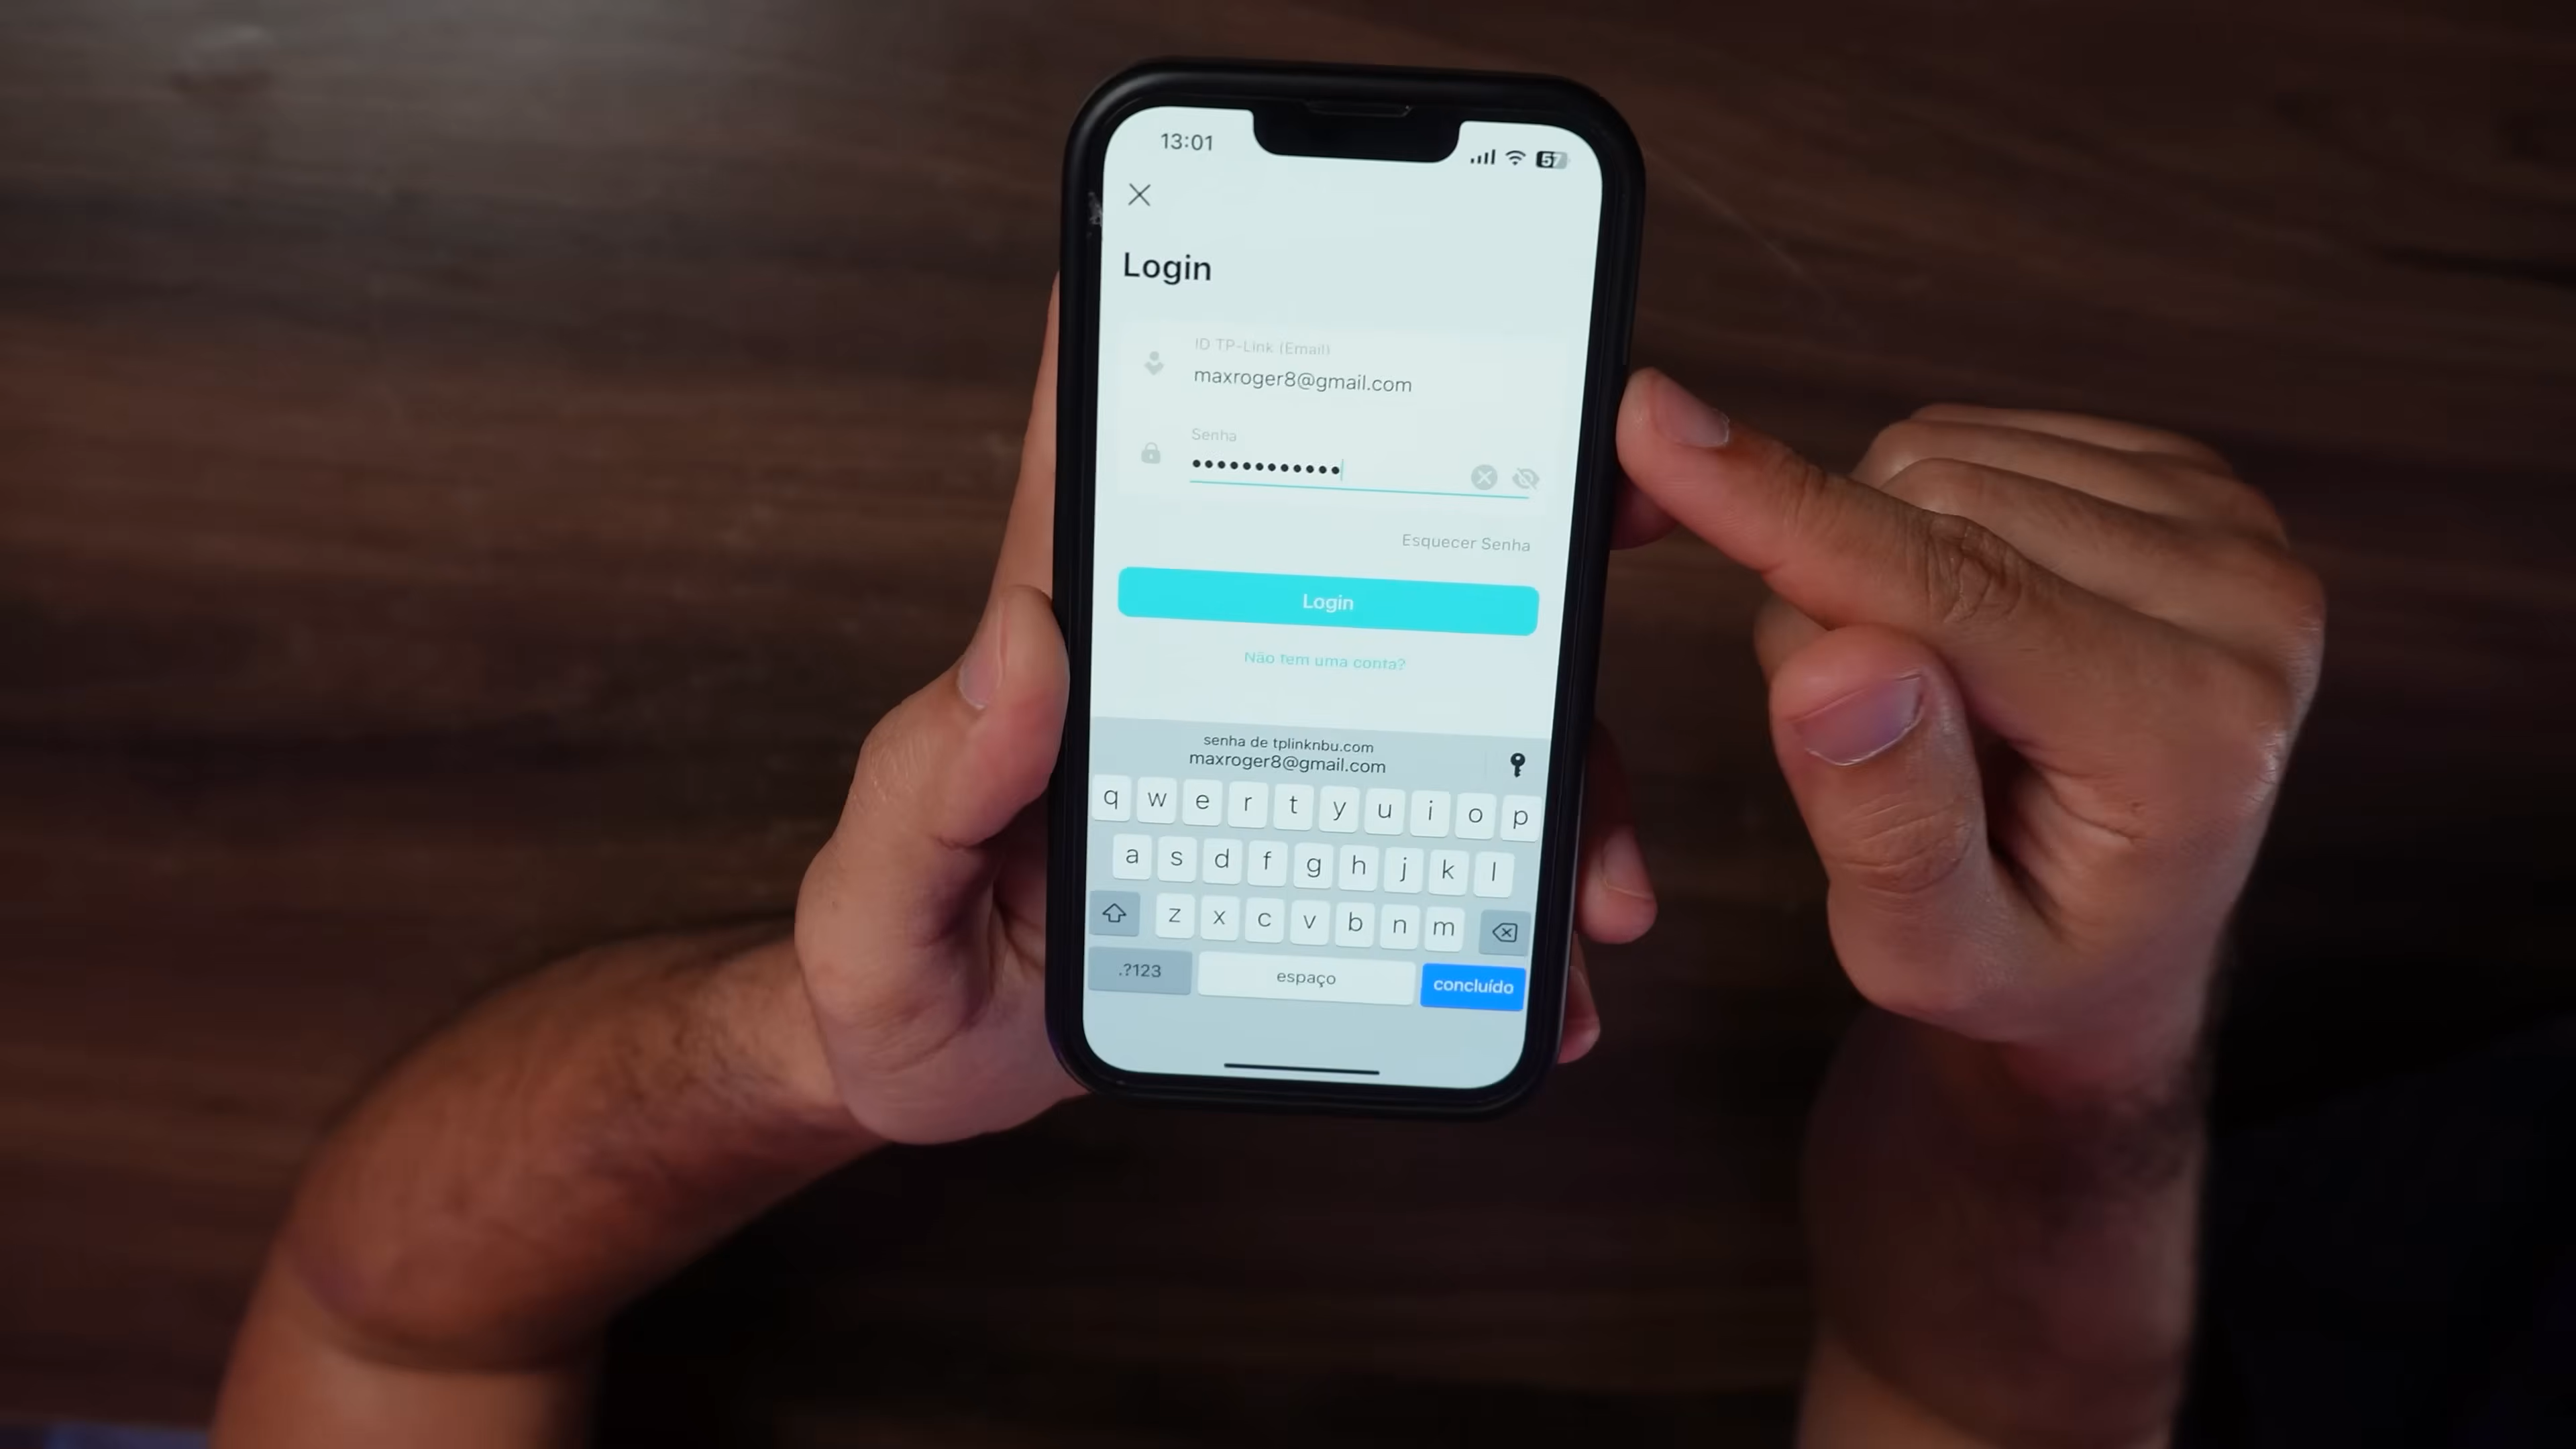 13:01
57
Login
ID TP-Link (Email)
maxroger8@gmail.com
Senha
••••••••••••
Esquecer Senha
Login
Não tem uma conta?
senha de tplinknbu.com
maxroger8@gmail.com
q w e r t y u i o p
a s d f g h j k l
z x c v b n m
.?123 espaço concluído